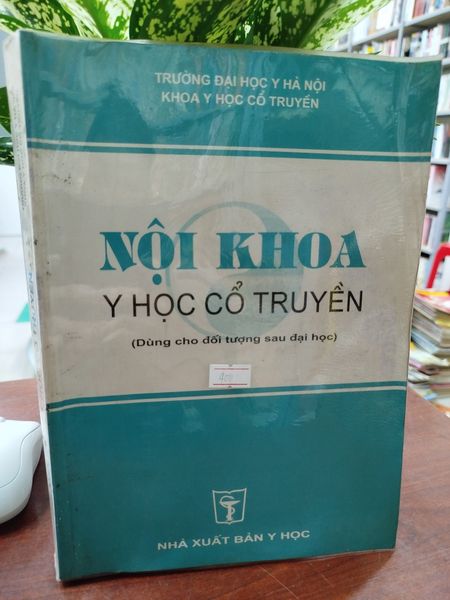 TRƯỜNG ĐẠI HỌC Y HÀ NỘI
KHOA Y HỌC CỔ TRUYỀN
NỘI KHOA
Y HỌC CỔ TRUYỀN
(Dùng cho đối tượng sau đại học)
NHÀ XUẤT BẢN Y HỌC